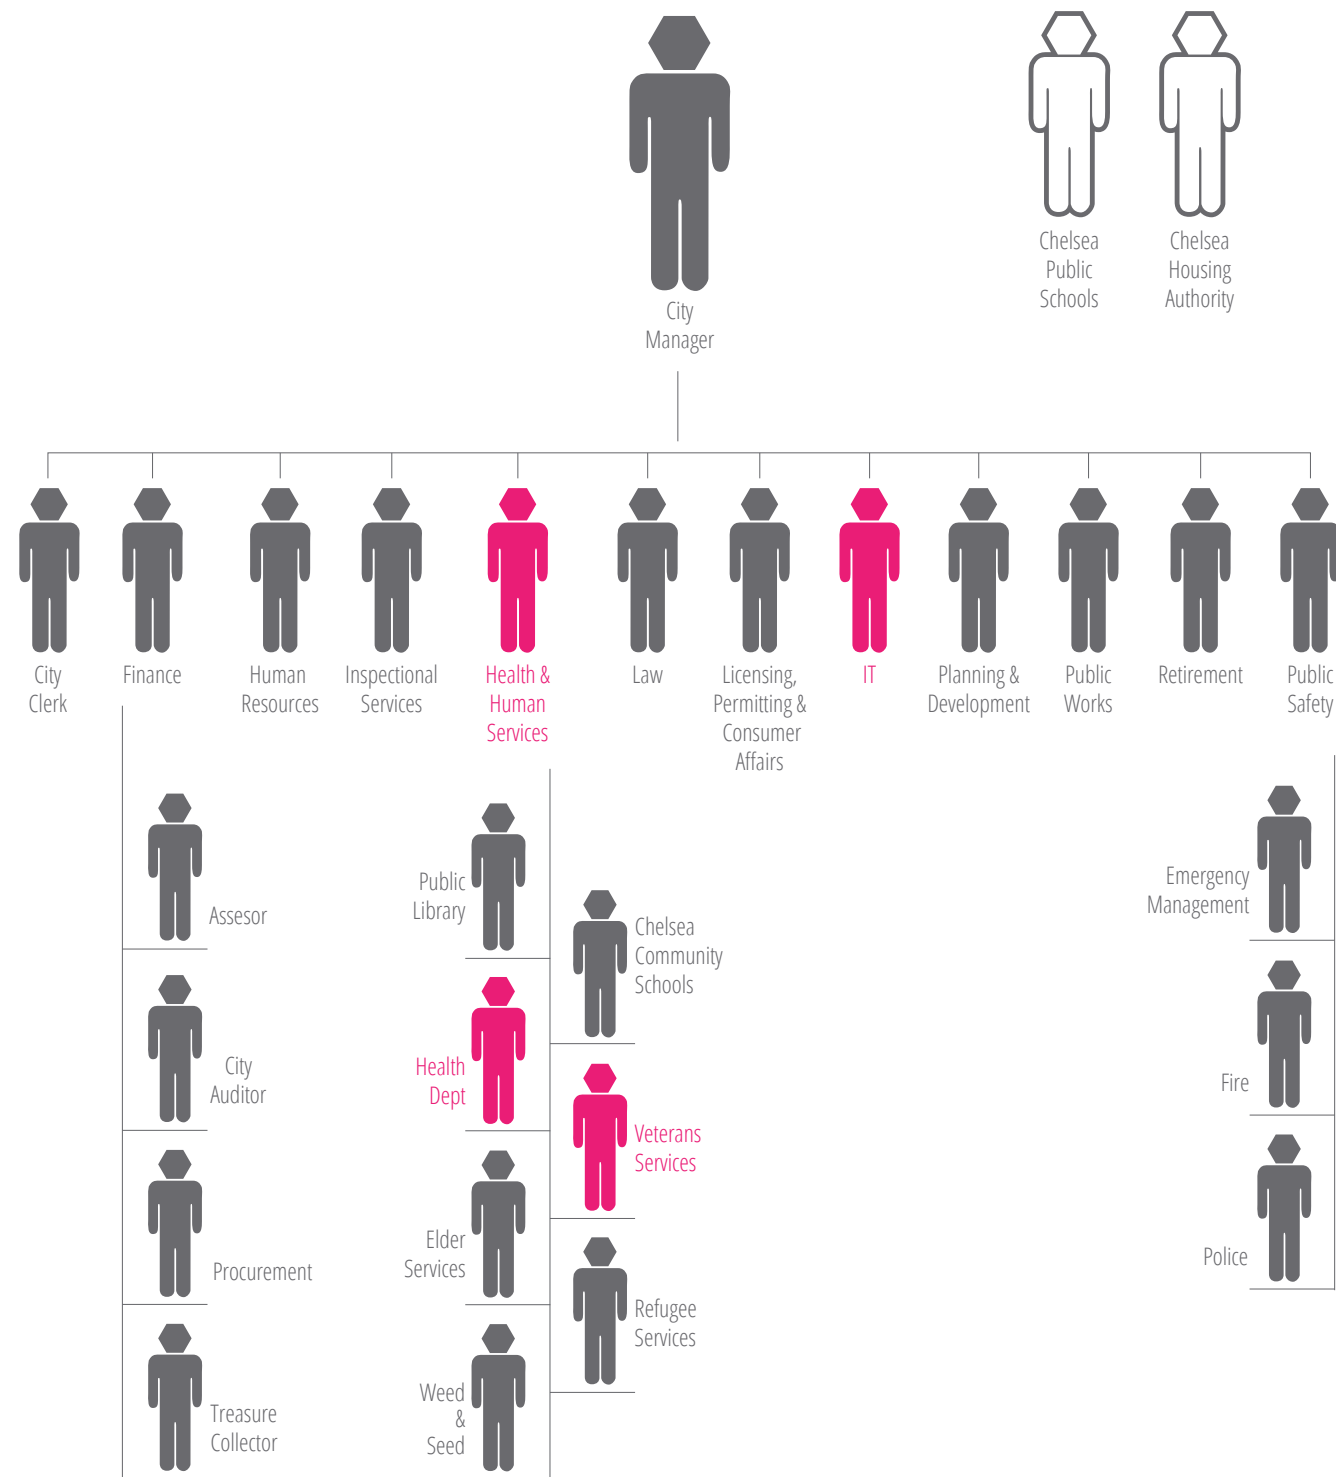 Chelsea
Public
Schools
Chelsea
Housing
Authority
City
Manager
City
Clerk
Finance
Human
Resources
Inspectional
Services
Health &
Human
Services
Law
Licensing,
Permitting &
Consumer
Affairs
IT
Planning &
Development
Public
Works
Retirement
Public
Safety
Assesor
City
Auditor
Procurement
Treasure
Collector
Public
Library
Health
Dept
Elder
Services
Weed
&
Seed
Chelsea
Community
Schools
Veterans
Services
Refugee
Services
Emergency
Management
Fire
Police